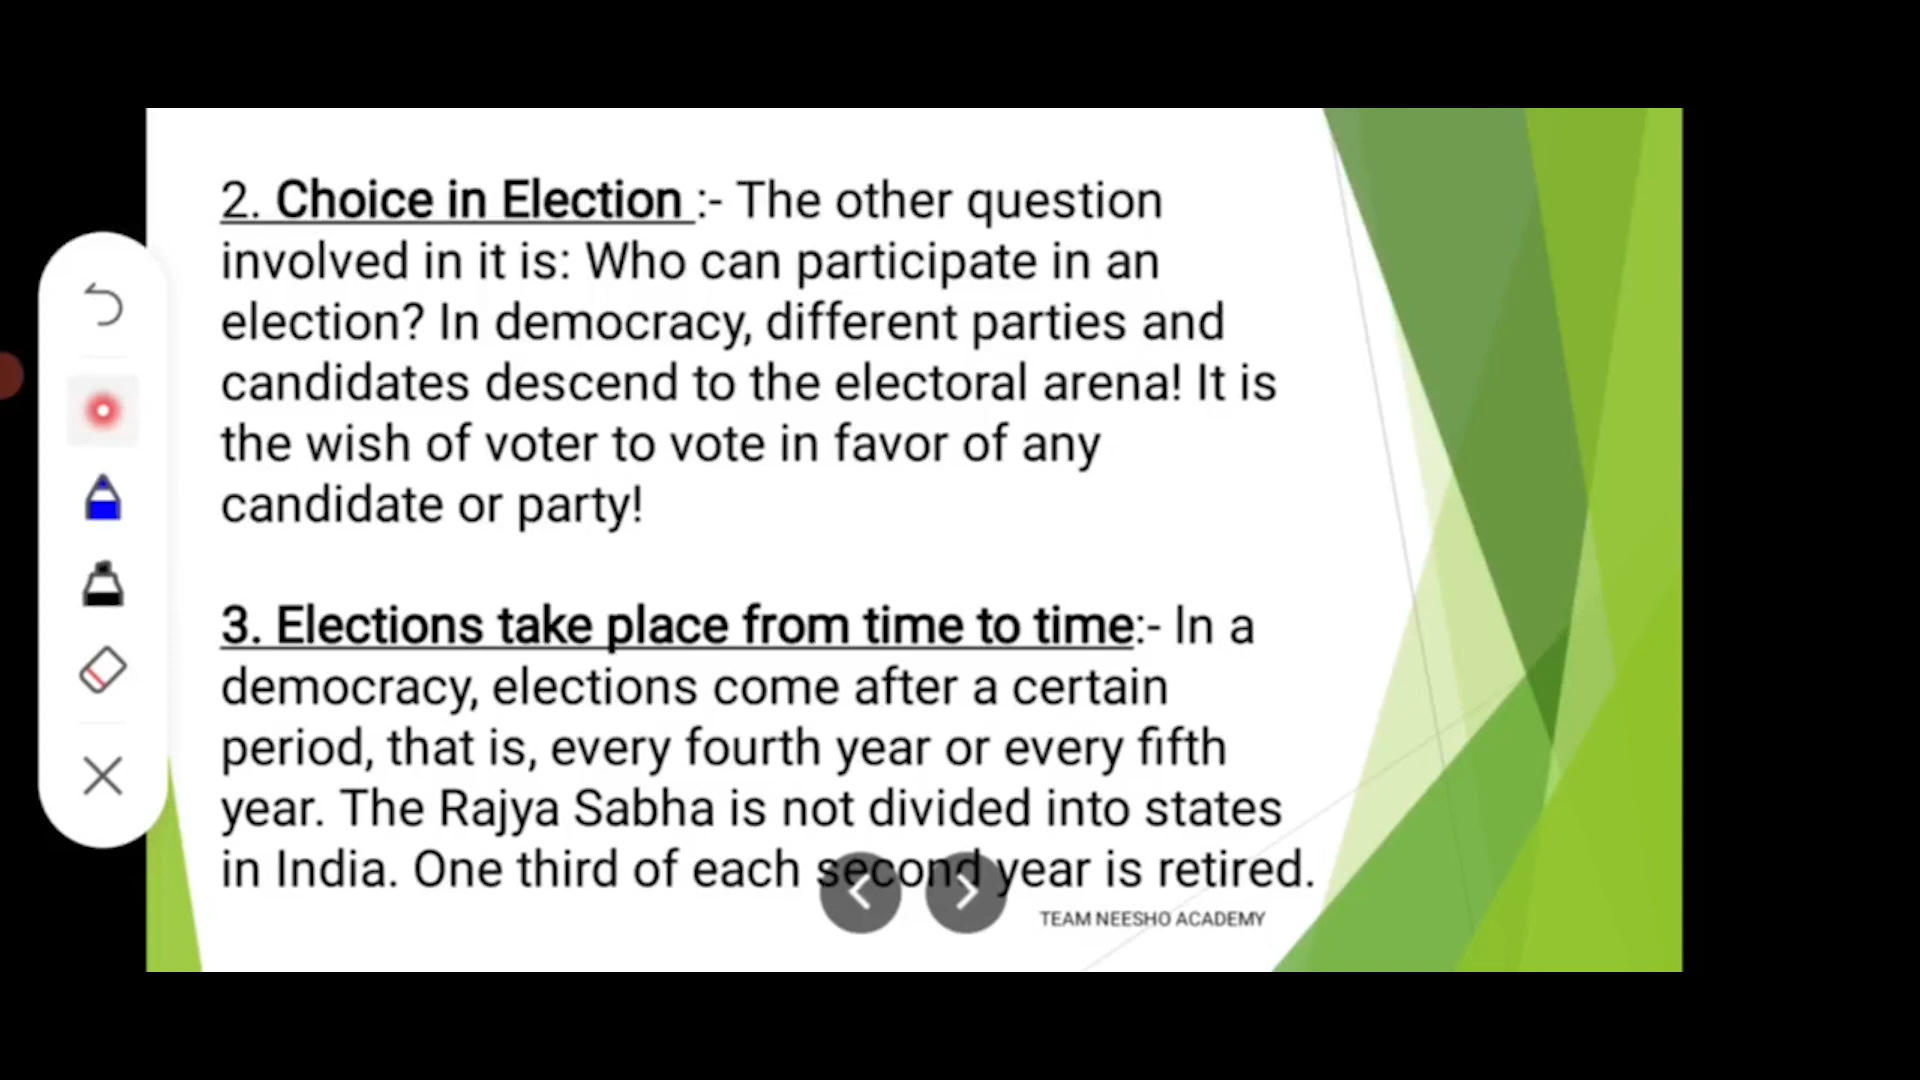 2. Choice in Election :- The other question
involved in it is: Who can participate in an
election? In democracy, different parties and
candidates descend to the electoral arena! It is
the wish of voter to vote in favor of any
candidate or party!
3. Elections take place from time to time:- In a
democracy, elections come after a certain
period, that is, every fourth year or every fifth
year. The Rajya Sabha is not divided into states
in India. One third of each second year is retired.
TEAM NEESHO ACADEMY